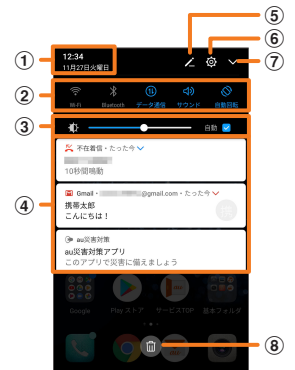 ⑤
⑥
① 12:34
11月27日火曜日
⑦
②
Wi-Fi Bluetooth データ通信 サウンド 自動回転
③ 自動
不在着信・たった今
10秒間鳴動
④
Gmail・ @gmail.com・たった今
携帯太郎
こんにちは！
au災害対策
au災害対策アプリ
このアプリで災害に備えましょう
Google Play ストア サービスTOP 基本フォルダ
⑧